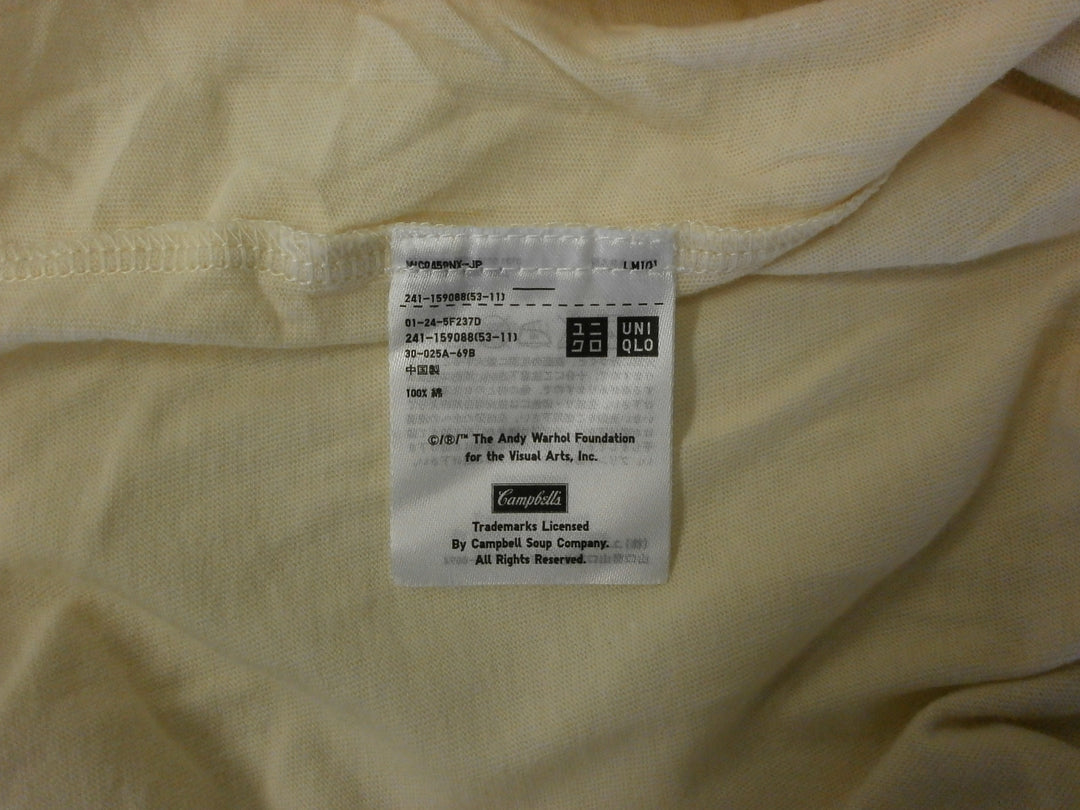 241-159088(53-11)
01-24-5F237D
241-159088(53-11)
30-025A-69B
中国製
100% 綿
ユニ
クロ
UNI
QLO
©/®/™ The Andy Warhol Foundation
for the Visual Arts, Inc.
Campbell's
Trademarks Licensed
By Campbell Soup Company.
All Rights Reserved.